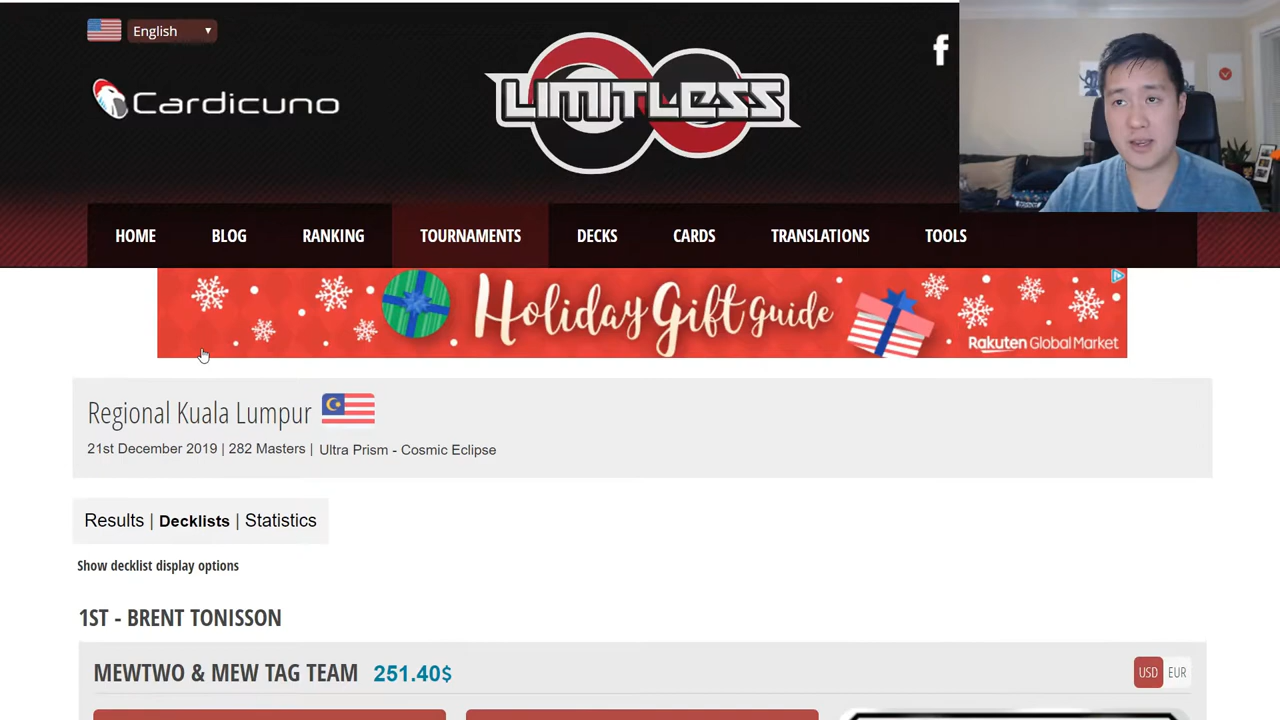 English
Cardicuno
LIMITLESS
f
HOME BLOG RANKING TOURNAMENTS DECKS CARDS TRANSLATIONS TOOLS
Holiday Gift Guide
Rakuten Global Market
Regional Kuala Lumpur
21st December 2019 | 282 Masters | Ultra Prism - Cosmic Eclipse
Results | Decklists | Statistics
Show decklist display options
1ST - BRENT TONISSON
MEWTWO & MEW TAG TEAM 251.40$
USD EUR